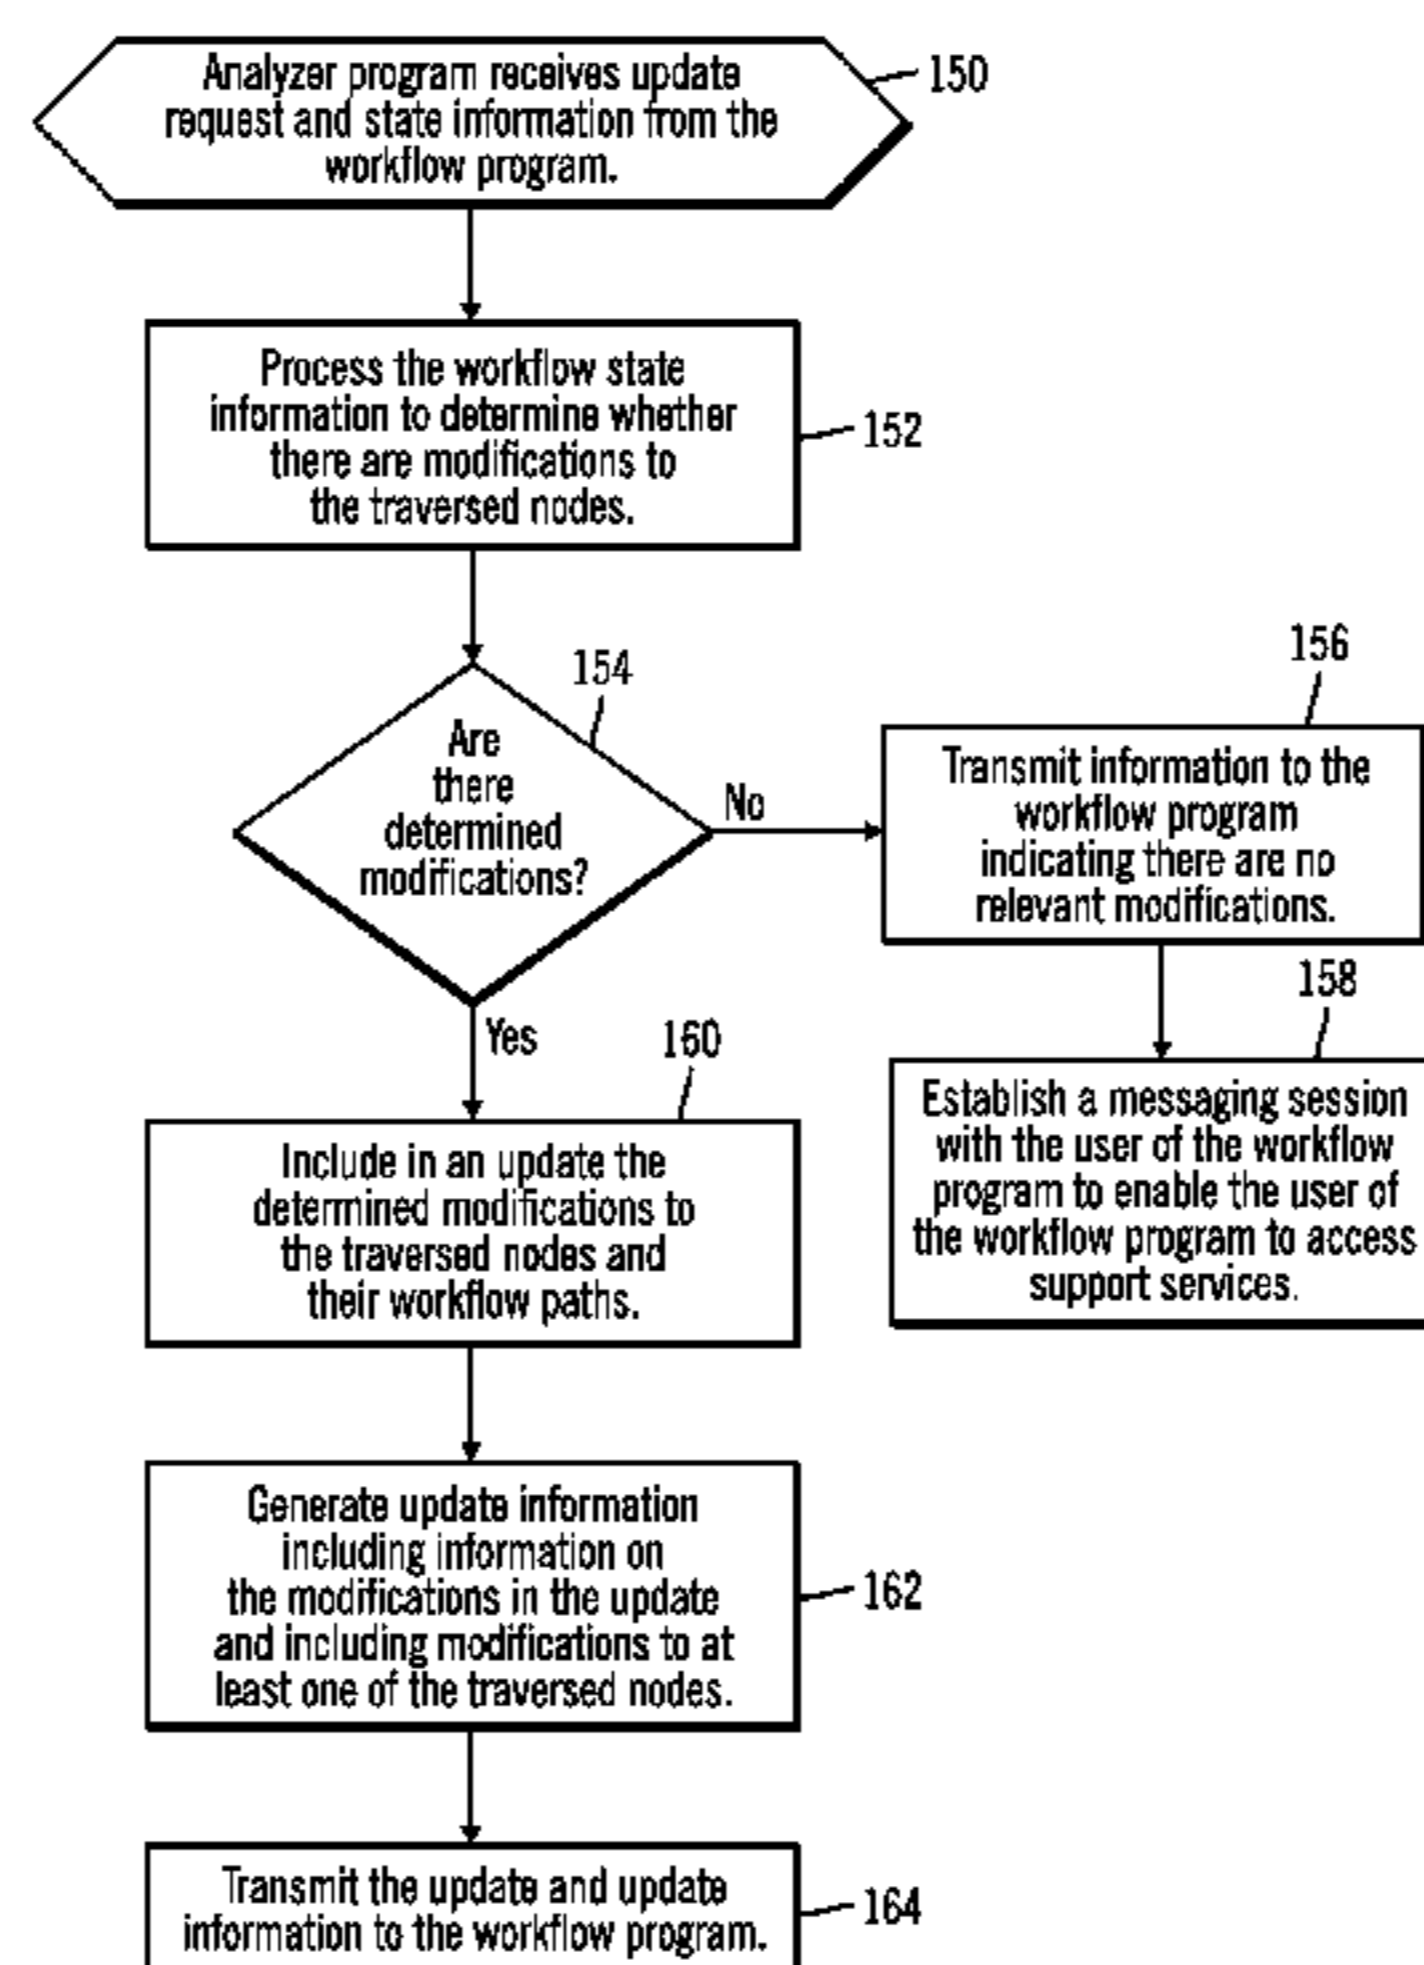 Analyzer program receives update
request and state information from the
workflow program.
150
Process the workflow state
information to determine whether
there are modifications to
the traversed nodes.
152
154
Are
there
determined
modifications?
No
Yes
156
Transmit information to the
workflow program
indicating there are no
relevant modifications.
158
Establish a messaging session
with the user of the workflow
program to enable the user of
the workflow program to access
support services.
160
Include in an update the
determined modifications to
the traversed nodes and
their workflow paths.
Generate update information
including information on
the modifications in the update
and including modifications to at
least one of the traversed nodes.
162
Transmit the update and update
information to the workflow program.
164